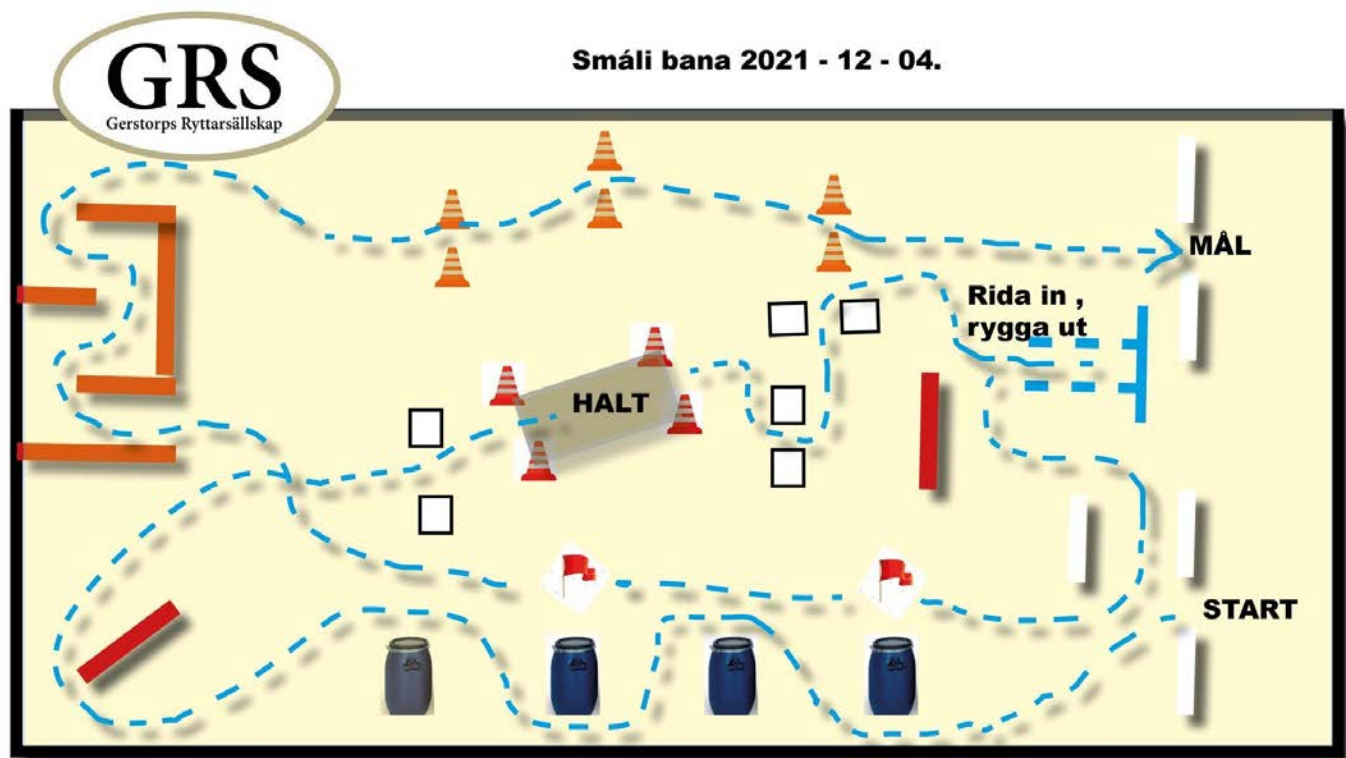 GRS
Gerstorps Ryttarsällskap
Smáli bana 2021 - 12 - 04.
MÅL
Rida in ,
rygga ut
HALT
START